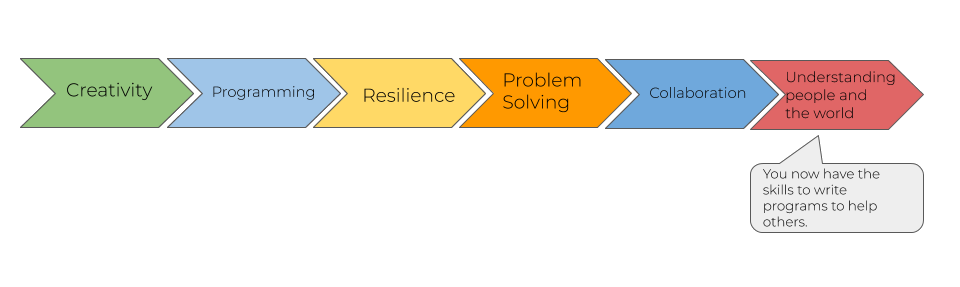 Creativity
Programming
Resilience
Problem
Solving
Collaboration
Understanding
people and
the world
You now have the
skills to write
programs to help
others.